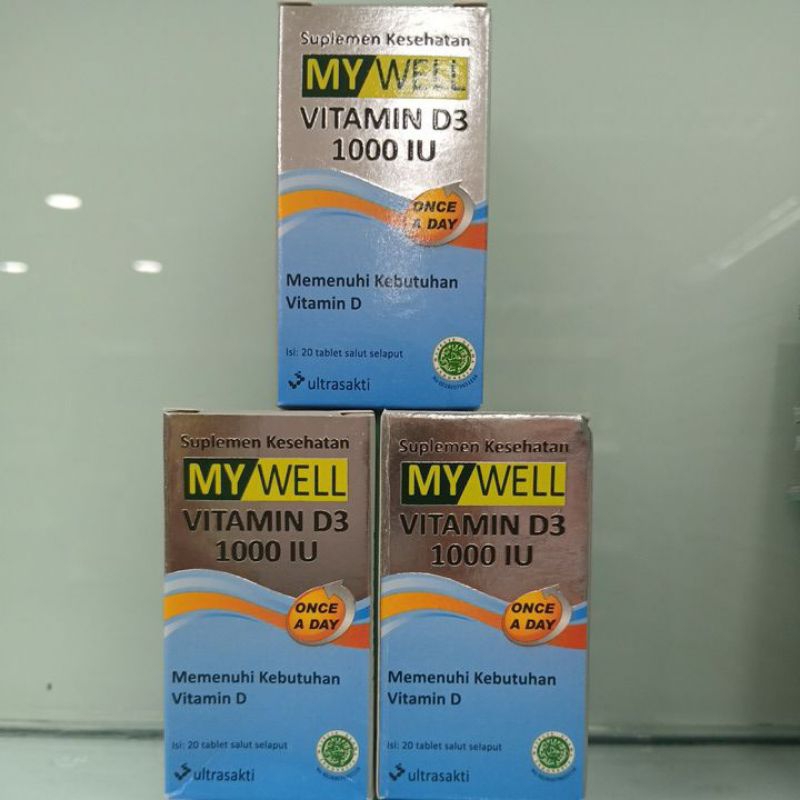 Suplemen Kesehatan
MY WELL
VITAMIN D3
1000 IU
ONCE
A DAY
Memenuhi Kebutuhan
Vitamin D
Isi: 20 tablet salut selaput
ultrasakti
Suplemen Kesehatan
MY WELL
VITAMIN D3
1000 IU
ONCE
A DAY
Memenuhi Kebutuhan
Vitamin D
Isi: 20 tablet salut selaput
ultrasakti
Suplemen Kesehatan
MY WELL
VITAMIN D3
1000 IU
ONCE
A DAY
Memenuhi Kebutuhan
Vitamin D
Isi: 20 tablet salut selaput
ultrasakti